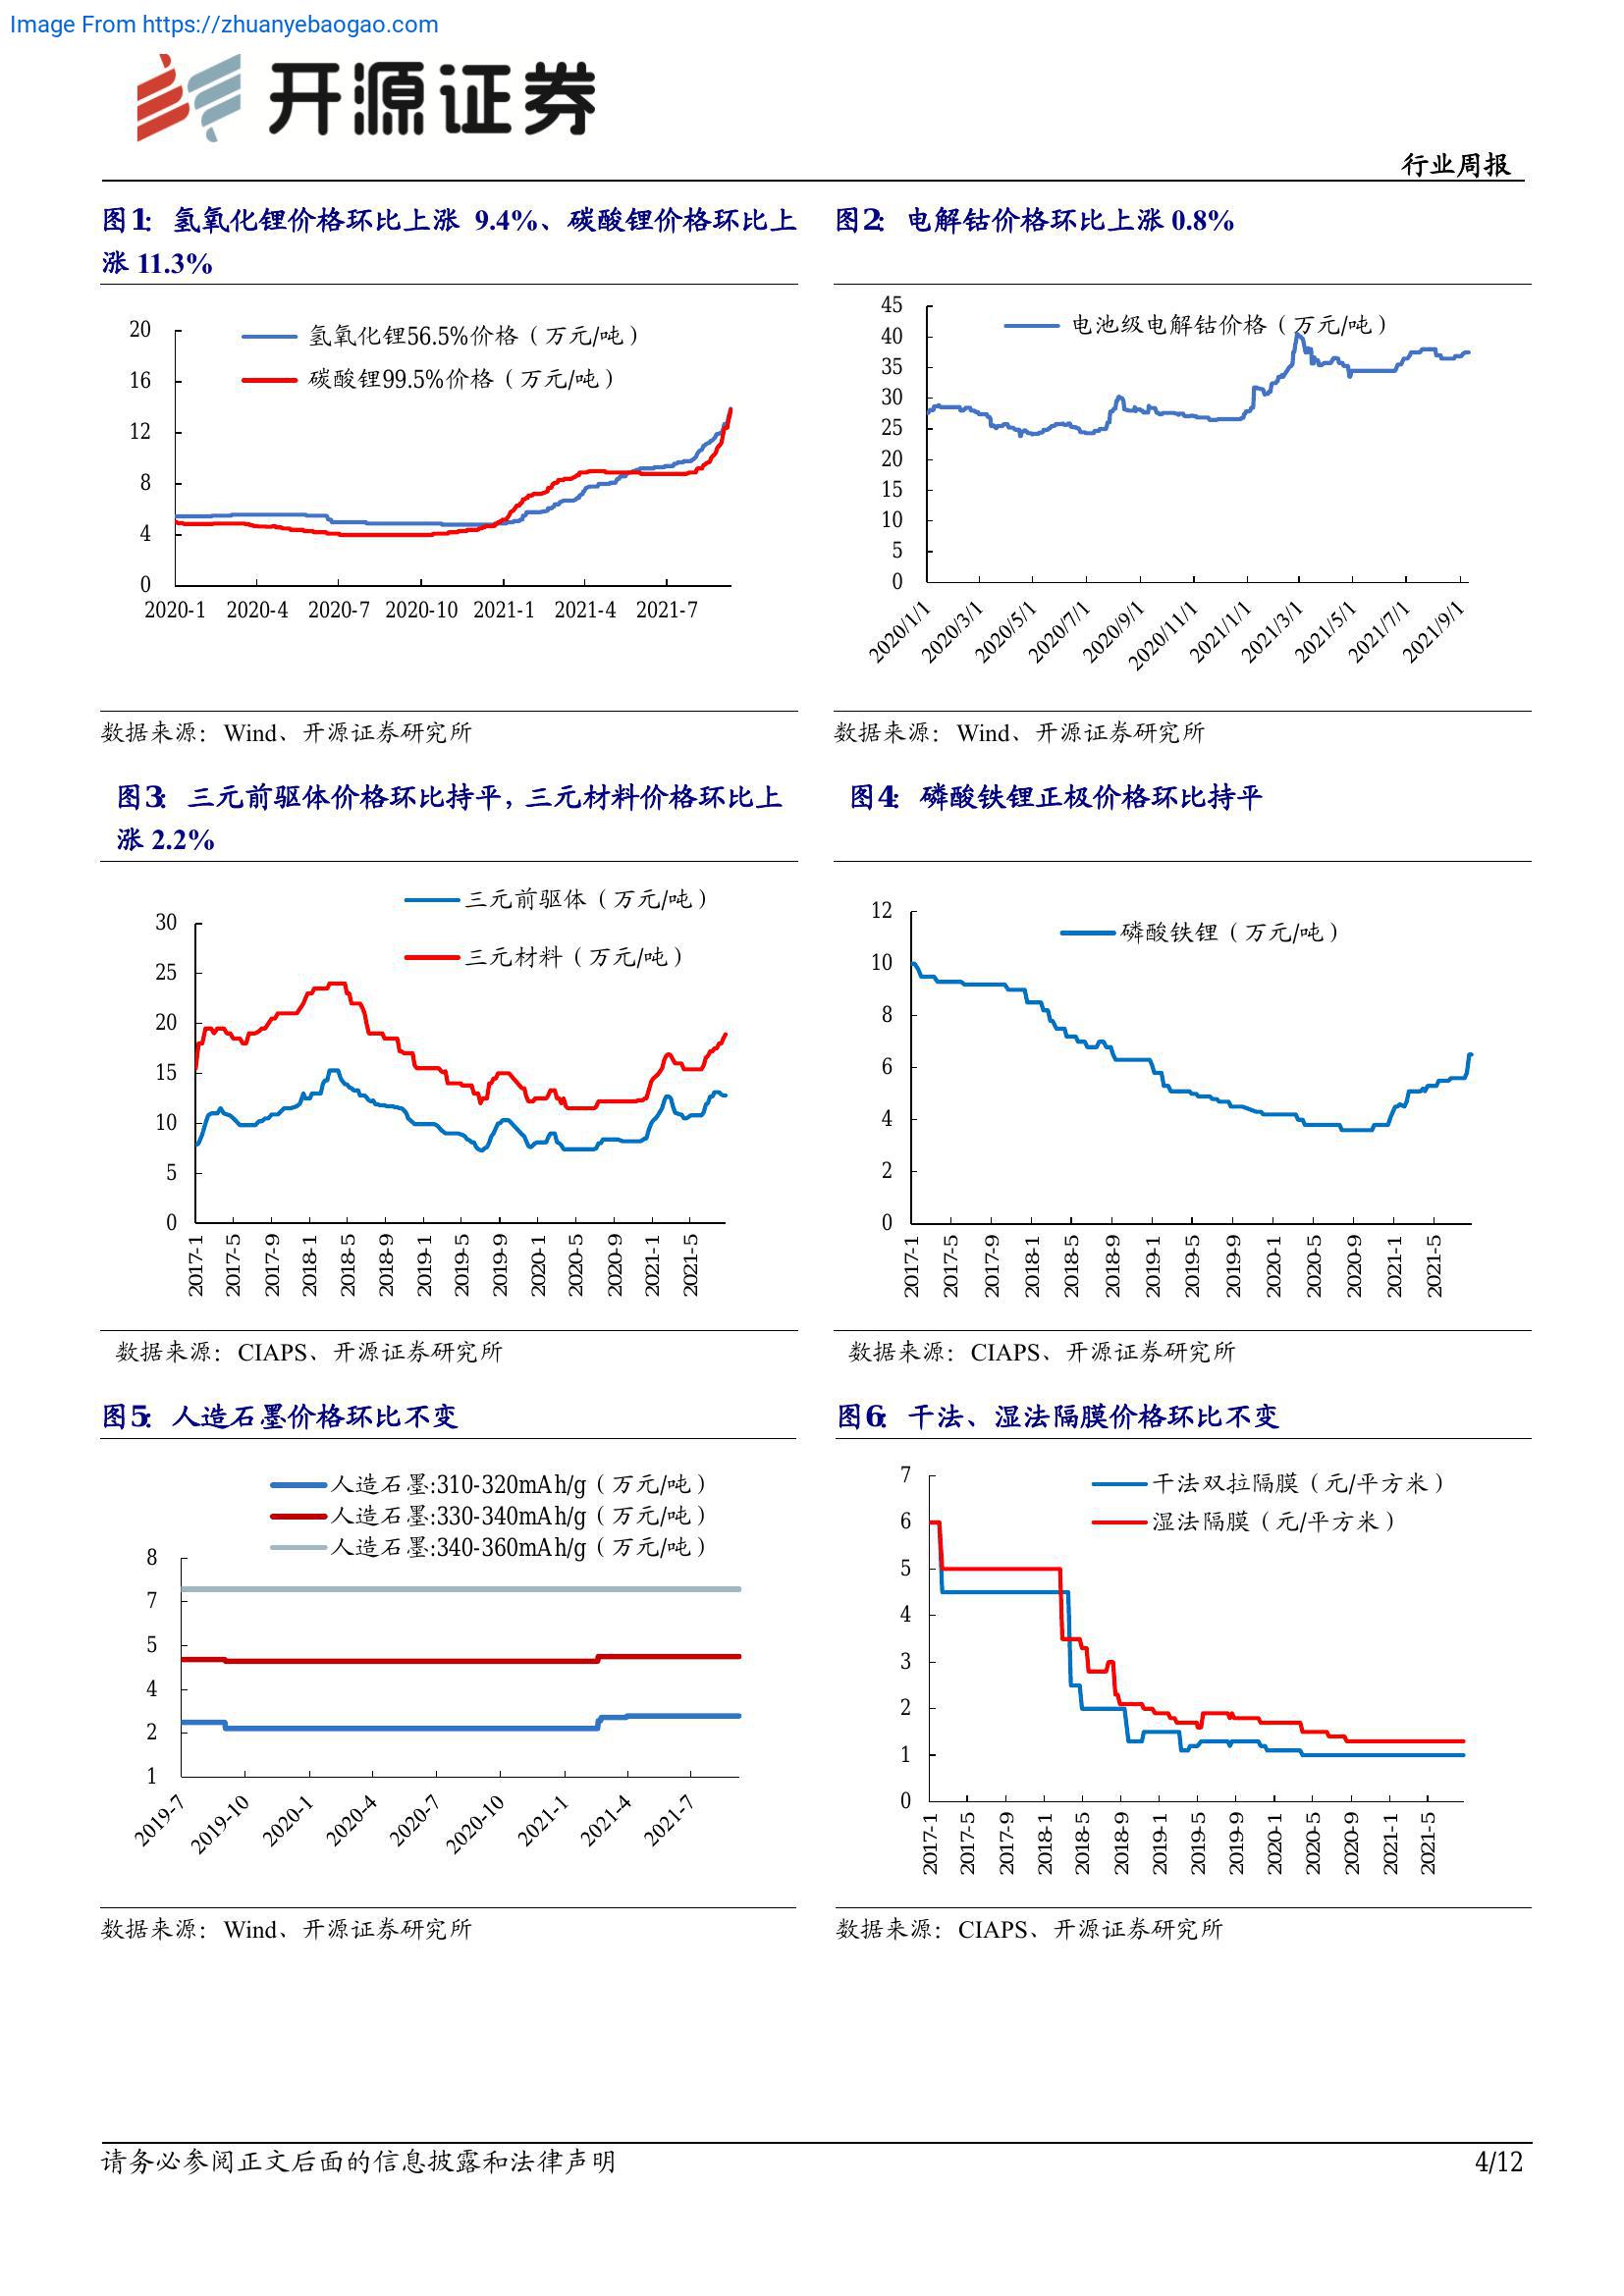 Image From https://zhuanyebaogao.com
开源证券
行业周报
图1： 氢氧化锂价格环比上涨 9.4%、碳酸锂价格环比上
涨 11.3%
20
16
12
8
4
0
氢氧化锂56.5%价格（万元/吨）
碳酸锂99.5%价格（万元/吨）
2020-1 2020-4 2020-7 2020-10 2021-1 2021-4 2021-7
数据来源：Wind、开源证券研究所
图2： 电解钴价格环比上涨 0.8%
45
40
35
30
25
20
15
10
5
0
电池级电解钴价格（万元/吨）
2020/1/1 2020/3/1 2020/5/1 2020/7/1 2020/9/1 2020/11/1 2021/1/1 2021/3/1 2021/5/1 2021/7/1 2021/9/1
数据来源：Wind、开源证券研究所
图3： 三元前驱体价格环比持平，三元材料价格环比上
涨 2.2%
三元前驱体（万元/吨）
三元材料（万元/吨）
30
25
20
15
10
5
0
2017-1 2017-5 2017-9 2018-1 2018-5 2018-9 2019-1 2019-5 2019-9 2020-1 2020-5 2020-9 2021-1 2021-5
数据来源：CIAPS、开源证券研究所
图4： 磷酸铁锂正极价格环比持平
12
10
8
6
4
2
0
磷酸铁锂（万元/吨）
2017-1 2017-5 2017-9 2018-1 2018-5 2018-9 2019-1 2019-5 2019-9 2020-1 2020-5 2020-9 2021-1 2021-5
数据来源：CIAPS、开源证券研究所
图5： 人造石墨价格环比不变
人造石墨:310-320mAh/g（万元/吨）
人造石墨:330-340mAh/g（万元/吨）
人造石墨:340-360mAh/g（万元/吨）
8
7
5
4
2
1
2019-7 2019-10 2020-1 2020-4 2020-7 2020-10 2021-1 2021-4 2021-7
数据来源：Wind、开源证券研究所
图6： 干法、湿法隔膜价格环比不变
7
6
5
4
3
2
1
0
干法双拉隔膜（元/平方米）
湿法隔膜（元/平方米）
2017-1 2017-5 2017-9 2018-1 2018-5 2018-9 2019-1 2019-5 2019-9 2020-1 2020-5 2020-9 2021-1 2021-5
数据来源：CIAPS、开源证券研究所
请务必参阅正文后面的信息披露和法律声明
4/12